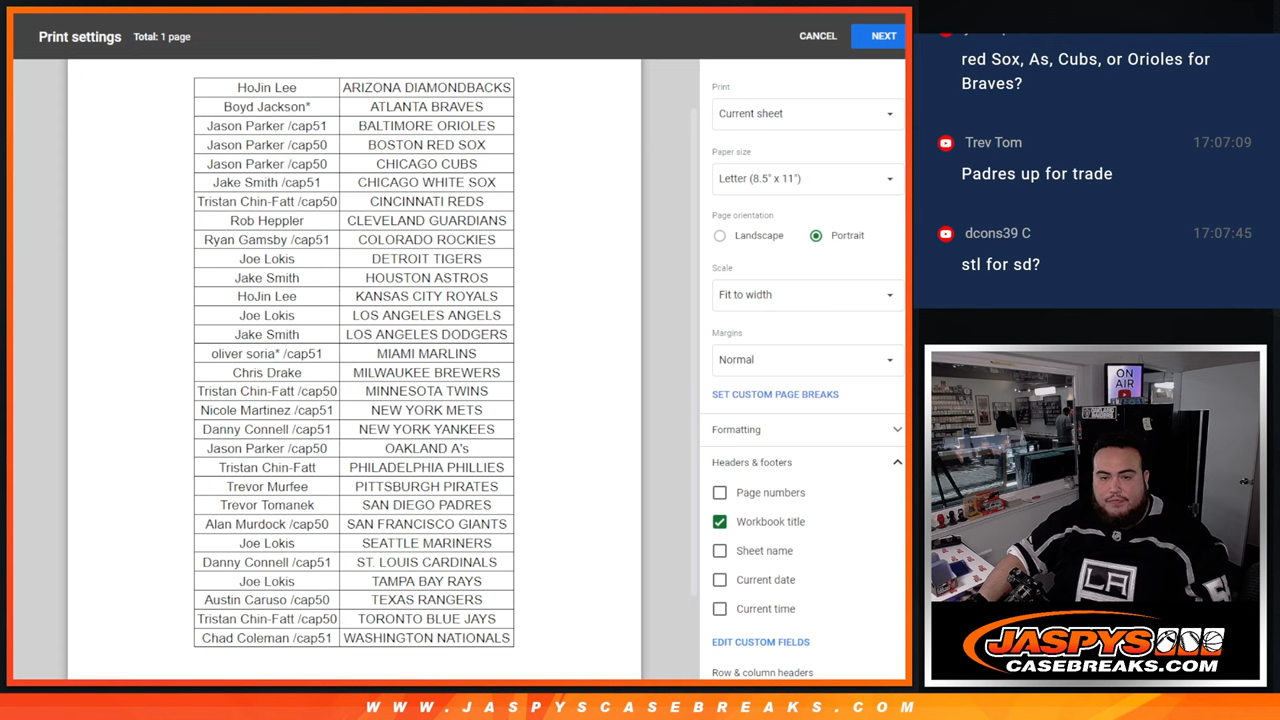 Print settings
Total: 1 page
CANCEL
NEXT
HoJin Lee ARIZONA DIAMONDBACKS
Boyd Jackson* ATLANTA BRAVES
Jason Parker /cap51 BALTIMORE ORIOLES
Jason Parker /cap50 BOSTON RED SOX
Jason Parker /cap50 CHICAGO CUBS
Jake Smith /cap51 CHICAGO WHITE SOX
Tristan Chin-Fatt /cap50 CINCINNATI REDS
Rob Heppler CLEVELAND GUARDIANS
Ryan Gamsby /cap51 COLORADO ROCKIES
Joe Lokis DETROIT TIGERS
Jake Smith HOUSTON ASTROS
HoJin Lee KANSAS CITY ROYALS
Joe Lokis LOS ANGELES ANGELS
Jake Smith LOS ANGELES DODGERS
oliver soria* /cap51 MIAMI MARLINS
Chris Drake MILWAUKEE BREWERS
Tristan Chin-Fatt /cap50 MINNESOTA TWINS
Nicole Martinez /cap51 NEW YORK METS
Danny Connell /cap51 NEW YORK YANKEES
Jason Parker /cap50 OAKLAND A's
Tristan Chin-Fatt PHILADELPHIA PHILLIES
Trevor Murfee PITTSBURGH PIRATES
Trevor Tomanek SAN DIEGO PADRES
Alan Murdock /cap50 SAN FRANCISCO GIANTS
Joe Lokis SEATTLE MARINERS
Danny Connell /cap51 ST. LOUIS CARDINALS
Joe Lokis TAMPA BAY RAYS
Austin Caruso /cap50 TEXAS RANGERS
Tristan Chin-Fatt /cap50 TORONTO BLUE JAYS
Chad Coleman /cap51 WASHINGTON NATIONALS
Print
Current sheet
Paper size
Letter (8.5" x 11")
Page orientation
Landscape
Portrait
Scale
Fit to width
Margins
Normal
SET CUSTOM PAGE BREAKS
Formatting
Headers & footers
Page numbers
Workbook title
Sheet name
Current date
Current time
EDIT CUSTOM FIELDS
Row & column headers
red Sox, As, Cubs, or Orioles for
Braves?
Trev Tom 17:07:09
Padres up for trade
dcons39 C 17:07:45
stl for sd?
ON
AIR
LA
JASPYS
CASEBREAKS.COM
WWW.JASPYSCASEBREAKS.COM